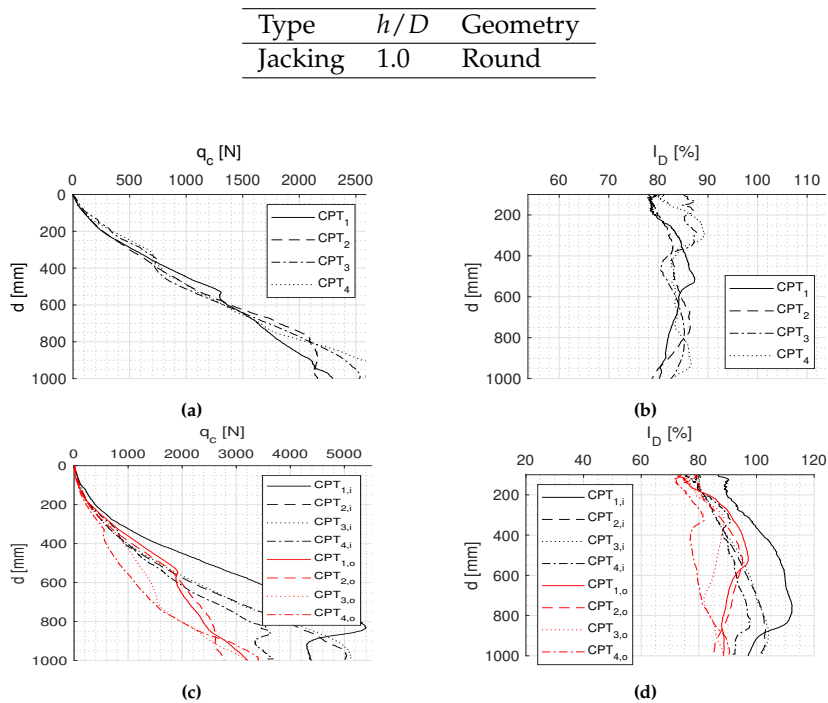 Type h/D Geometry
Jacking 1.0 Round
q_c [N]
0 500 1000 1500 2000 2500
0
200
400
600
800
1000
d [mm]
CPT_1
CPT_2
CPT_3
CPT_4
(a)
I_D [%]
60 70 80 90 100 110
200
400
600
800
1000
d [mm]
CPT_1
CPT_2
CPT_3
CPT_4
(b)
q_c [N]
0 1000 2000 3000 4000 5000
0
200
400
600
800
1000
d [mm]
CPT_1,i
CPT_2,i
CPT_3,i
CPT_4,i
CPT_1,o
CPT_2,o
CPT_3,o
CPT_4,o
(c)
I_D [%]
20 40 60 80 100 120
200
400
600
800
1000
d [mm]
CPT_1,i
CPT_2,i
CPT_3,i
CPT_4,i
CPT_1,o
CPT_2,o
CPT_3,o
CPT_4,o
(d)